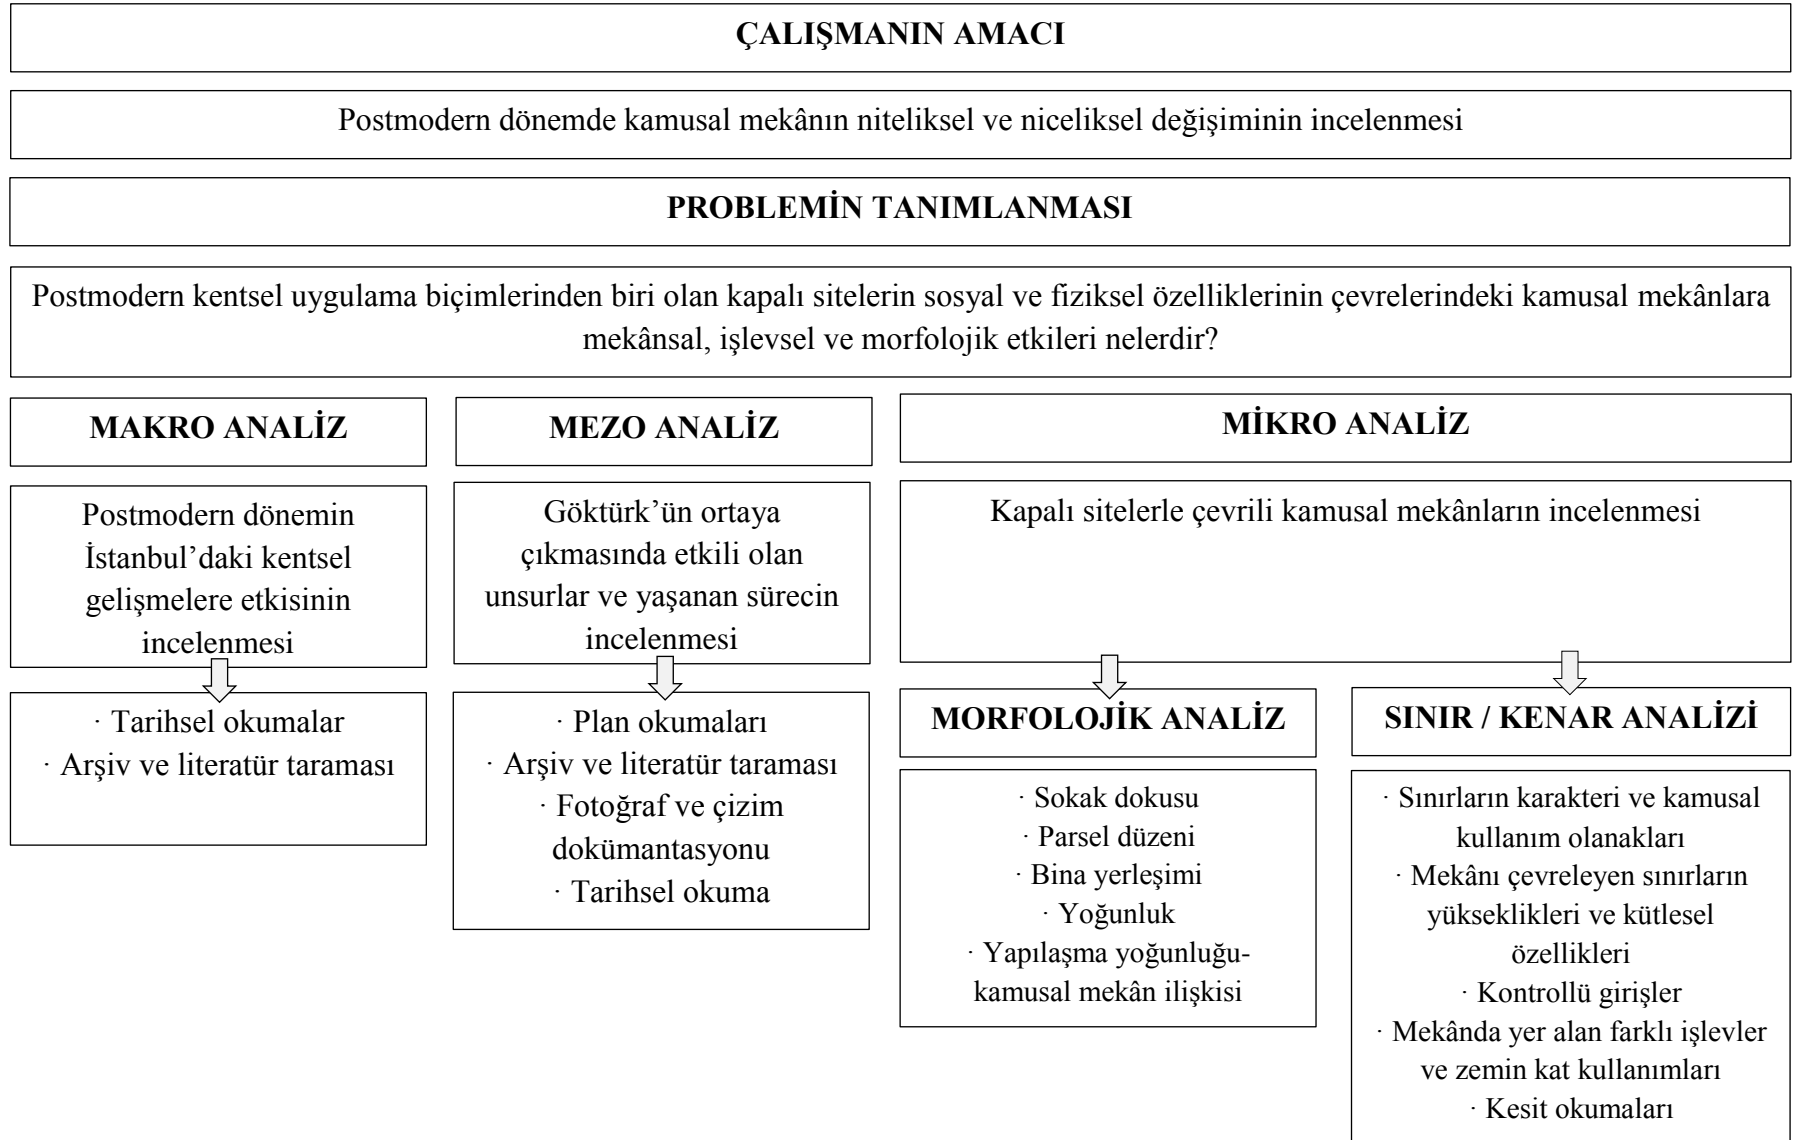 ÇALIŞMANIN AMACI
Postmodern dönemde kamusal mekânın niteliksel ve niceliksel değişiminin incelenmesi
PROBLEMİN TANIMLANMASI
Postmodern kentsel uygulama biçimlerinden biri olan kapalı sitelerin sosyal ve fiziksel özelliklerinin çevrelerindeki kamusal mekânlara
mekânsal, işlevsel ve morfolojik etkileri nelerdir?
MAKRO ANALİZ
Postmodern dönemin
İstanbul’daki kentsel
gelişmelere etkisinin
incelenmesi
· Tarihsel okumalar
· Arşiv ve literatür taraması
MEZO ANALİZ
Göktürk’ün ortaya
çıkmasında etkili olan
unsurlar ve yaşanan sürecin
incelenmesi
· Plan okumaları
· Arşiv ve literatür taraması
· Fotoğraf ve çizim
dokümantasyonu
· Tarihsel okuma
MİKRO ANALİZ
Kapalı sitelerle çevrili kamusal mekânların incelenmesi
MORFOLOJİK ANALİZ
· Sokak dokusu
· Parsel düzeni
· Bina yerleşimi
· Yoğunluk
· Yapılaşma yoğunluğu-
kamusal mekân ilişkisi
SINIR / KENAR ANALİZİ
· Sınırların karakteri ve kamusal
kullanım olanakları
· Mekânı çevreleyen sınırların
yükseklikleri ve kütlesel
özellikleri
· Kontrollü girişler
· Mekânda yer alan farklı işlevler
ve zemin kat kullanımları
· Kesit okumaları